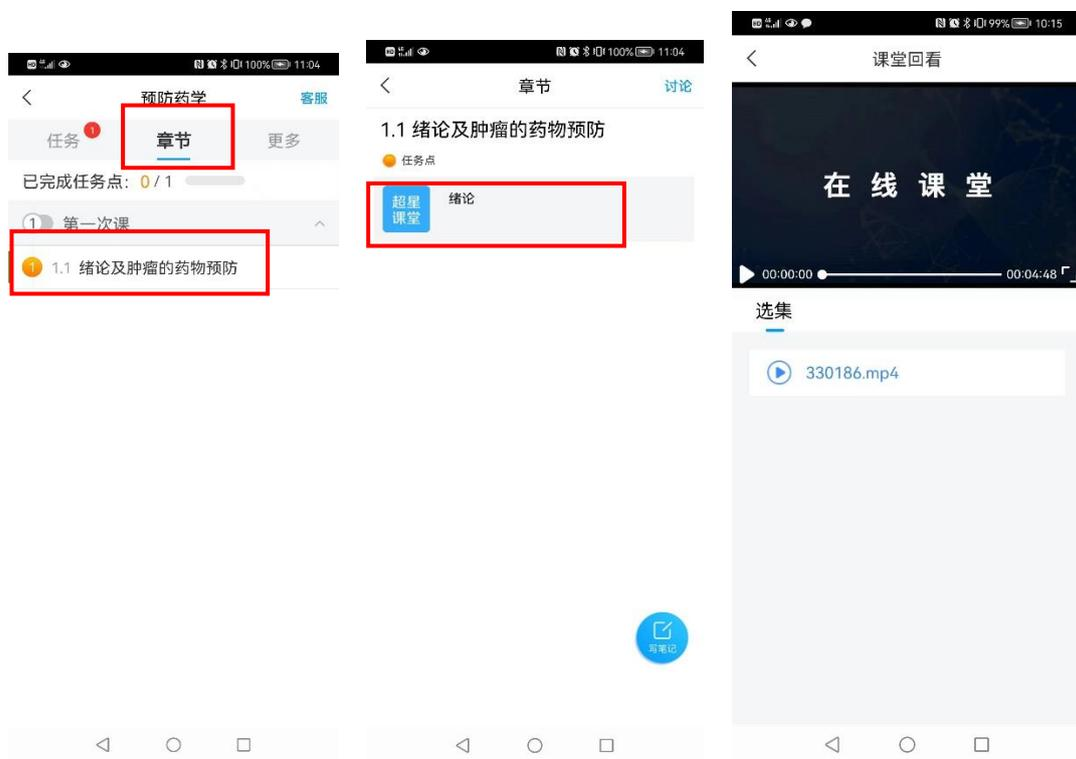 100% 11:04
预防药学
客服
任务 1
章节
更多
已完成任务点: 0 / 1
1 第一次课
1 1.1 绪论及肿瘤的药物预防
100% 11:04
章节
讨论
1.1 绪论及肿瘤的药物预防
任务点
超星
课堂
绪论
写笔记
99% 10:15
课堂回看
在线课堂
00:00:00
00:04:48
选集
330186.mp4